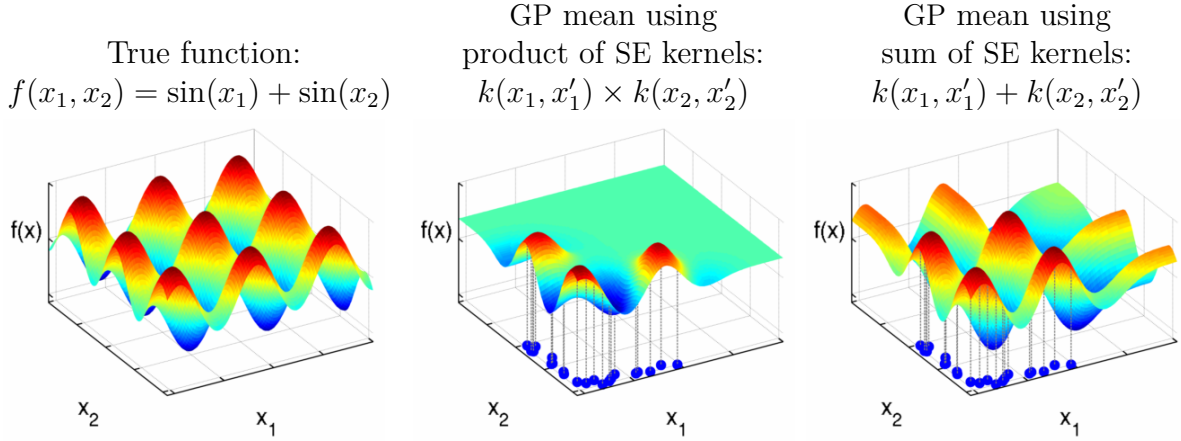 True function:
f(x₁, x₂) = sin(x₁) + sin(x₂)
GP mean using
product of SE kernels:
k(x₁, x₁′) × k(x₂, x₂′)
GP mean using
sum of SE kernels:
k(x₁, x₁′) + k(x₂, x₂′)
f(x)
x₂
x₁
f(x)
x₂
x₁
f(x)
x₂
x₁